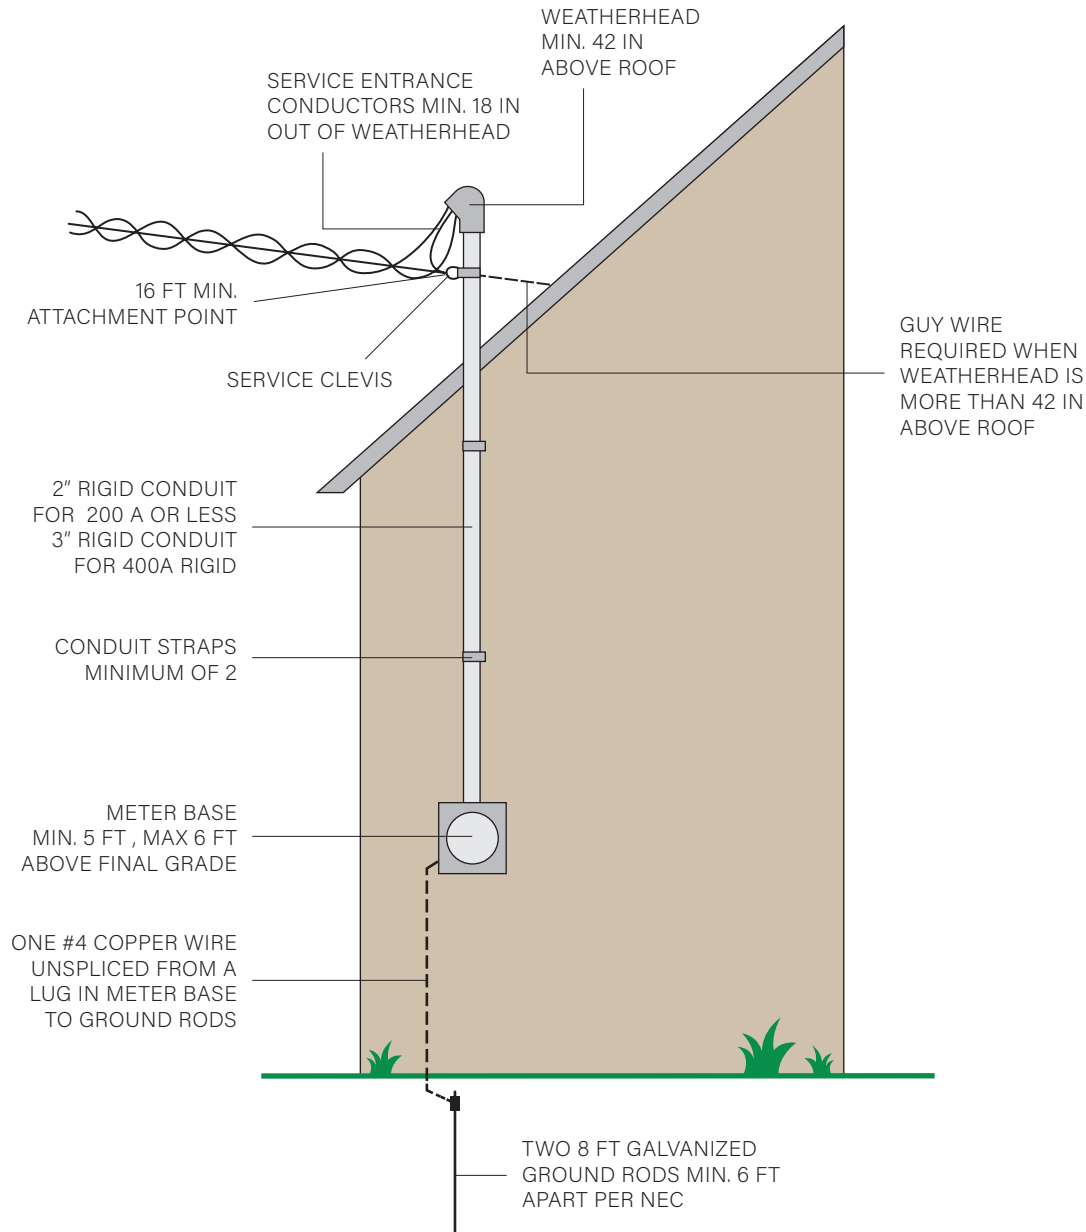 WEATHERHEAD
MIN. 42 IN
ABOVE ROOF
SERVICE ENTRANCE
CONDUCTORS MIN. 18 IN
OUT OF WEATHERHEAD
16 FT MIN.
ATTACHMENT POINT
SERVICE CLEVIS
GUY WIRE
REQUIRED WHEN
WEATHERHEAD IS
MORE THAN 42 IN
ABOVE ROOF
2" RIGID CONDUIT
FOR  200 A OR LESS
3" RIGID CONDUIT
FOR 400A RIGID
CONDUIT STRAPS
MINIMUM OF 2
METER BASE
MIN. 5 FT , MAX 6 FT
ABOVE FINAL GRADE
ONE #4 COPPER WIRE
UNSPLICED FROM A
LUG IN METER BASE
TO GROUND RODS
TWO 8 FT GALVANIZED
GROUND RODS MIN. 6 FT
APART PER NEC